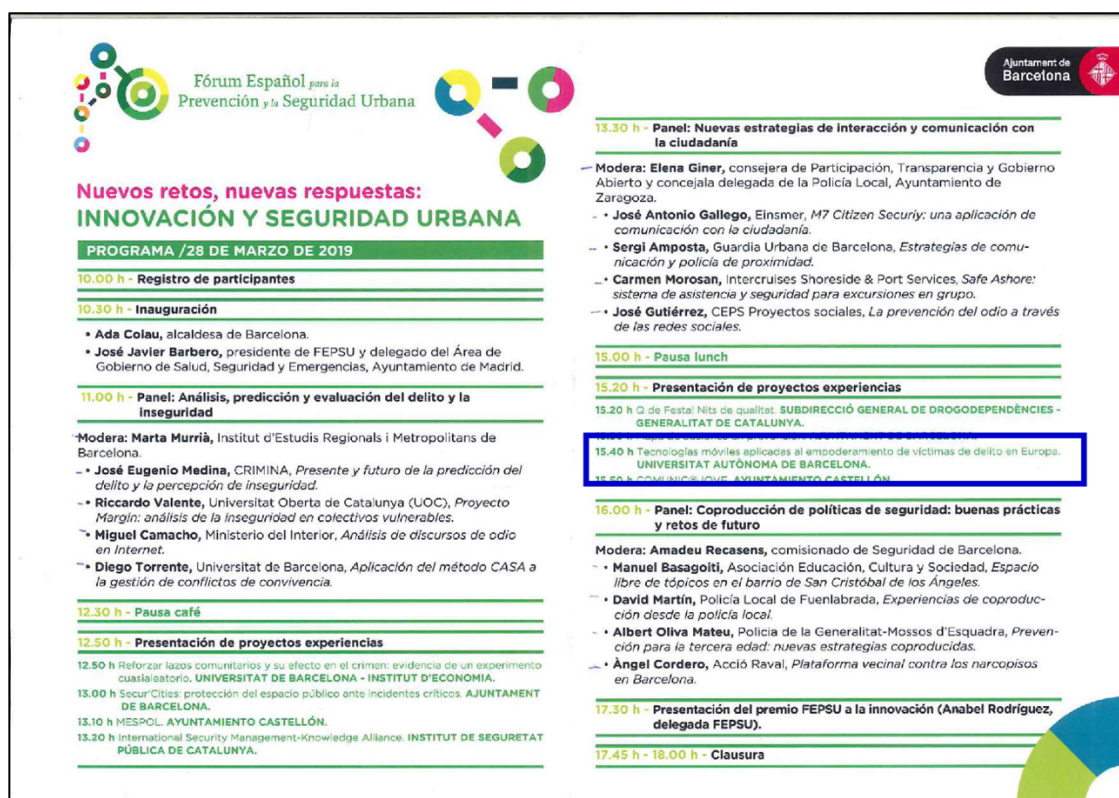 Fórum Español para la
Prevención y la Seguridad Urbana
Nuevos retos, nuevas respuestas:
INNOVACIÓN Y SEGURIDAD URBANA
PROGRAMA /28 DE MARZO DE 2019
10.00 h - Registro de participantes
10.30 h - Inauguración
• Ada Colau, alcaldesa de Barcelona.
• José Javier Barbero, presidente de FEPSU y delegado del Área de
Gobierno de Salud, Seguridad y Emergencias, Ayuntamiento de Madrid.
11.00 h - Panel: Análisis, predicción y evaluación del delito y la
inseguridad
Modera: Marta Murrià, Institut d'Estudis Regionals i Metropolitans de
Barcelona.
• José Eugenio Medina, CRIMINA, Presente y futuro de la predicción del
delito y la percepción de inseguridad.
• Riccardo Valente, Universitat Oberta de Catalunya (UOC), Proyecto
Margin: análisis de la inseguridad en colectivos vulnerables.
• Miguel Camacho, Ministerio del Interior, Análisis de discursos de odio
en Internet.
• Diego Torrente, Universitat de Barcelona, Aplicación del método CASA a
la gestión de conflictos de convivencia.
12.30 h - Pausa café
12.50 h - Presentación de proyectos experiencias
12.50 h Reforzar lazos comunitarios y su efecto en el crimen: evidencia de un experimento
cuasialeatorio. UNIVERSITAT DE BARCELONA - INSTITUT D'ECONOMIA.
13.00 h Secur'Cities: protección del espacio público ante incidentes críticos. AJUNTAMENT
DE BARCELONA.
13.10 h MESPOL. AYUNTAMIENTO CASTELLÓN.
13.20 h International Security Management-Knowledge Alliance. INSTITUT DE SEGURETAT
PÚBLICA DE CATALUNYA.
Ajuntament de
Barcelona
13.30 h - Panel: Nuevas estrategias de interacción y comunicación con
la ciudadanía
Modera: Elena Giner, consejera de Participación, Transparencia y Gobierno
Abierto y concejala delegada de la Policía Local, Ayuntamiento de
Zaragoza.
• José Antonio Gallego, Einsmer, M7 Citizen Securiy: una aplicación de
comunicación con la ciudadanía.
• Sergi Amposta, Guardia Urbana de Barcelona, Estrategias de comu-
nicación y policía de proximidad.
• Carmen Morosan, Intercruises Shoreside & Port Services, Safe Ashore:
sistema de asistencia y seguridad para excursiones en grupo.
• José Gutiérrez, CEPS Proyectos sociales, La prevención del odio a través
de las redes sociales.
15.00 h - Pausa lunch
15.20 h - Presentación de proyectos experiencias
15.20 h Q de Festa! Nits de qualitat. SUBDIRECCIÓ GENERAL DE DROGODEPENDÈNCIES -
GENERALITAT DE CATALUNYA.
15.40 h Tecnologías móviles aplicadas al empoderamiento de víctimas de delito en Europa.
UNIVERSITAT AUTÒNOMA DE BARCELONA.
15.50 h COMUNIC@JOVE. AYUNTAMIENTO CASTELLÓN.
16.00 h - Panel: Coproducción de políticas de seguridad: buenas prácticas
y retos de futuro
Modera: Amadeu Recasens, comisionado de Seguridad de Barcelona.
• Manuel Basagoiti, Asociación Educación, Cultura y Sociedad, Espacio
libre de tópicos en el barrio de San Cristóbal de los Ángeles.
• David Martín, Policía Local de Fuenlabrada, Experiencias de coproduc-
ción desde la policía local.
• Albert Oliva Mateu, Policia de la Generalitat-Mossos d'Esquadra, Preven-
ción para la tercera edad: nuevas estrategias coproducidas.
• Àngel Cordero, Acció Raval, Plataforma vecinal contra los narcopisos
en Barcelona.
17.30 h - Presentación del premio FEPSU a la innovación (Anabel Rodríguez,
delegada FEPSU).
17.45 h - 18.00 h - Clausura